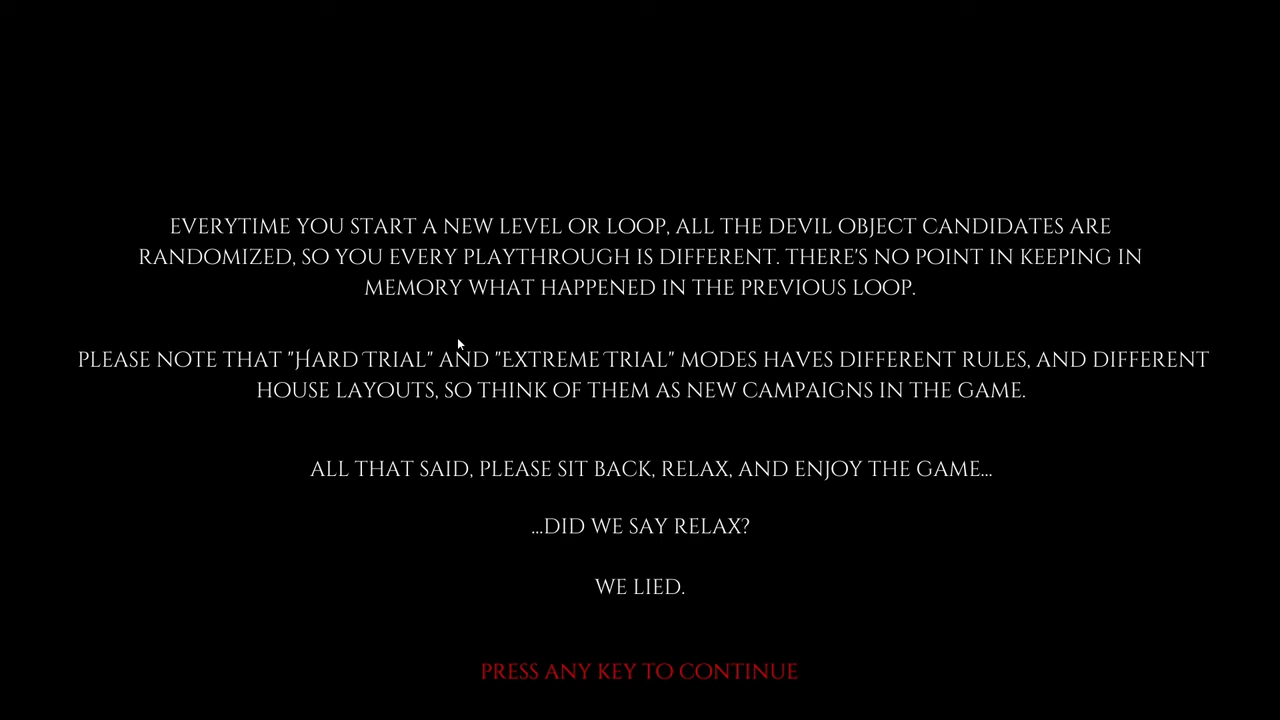 EVERYTIME YOU START A NEW LEVEL OR LOOP, ALL THE DEVIL OBJECT CANDIDATES ARE
RANDOMIZED, SO YOU EVERY PLAYTHROUGH IS DIFFERENT. THERE'S NO POINT IN KEEPING IN
MEMORY WHAT HAPPENED IN THE PREVIOUS LOOP.
PLEASE NOTE THAT "HARD TRIAL" AND "EXTREME TRIAL" MODES HAVES DIFFERENT RULES, AND DIFFERENT
HOUSE LAYOUTS, SO THINK OF THEM AS NEW CAMPAIGNS IN THE GAME.
ALL THAT SAID, PLEASE SIT BACK, RELAX, AND ENJOY THE GAME...
...DID WE SAY RELAX?
WE LIED.
PRESS ANY KEY TO CONTINUE